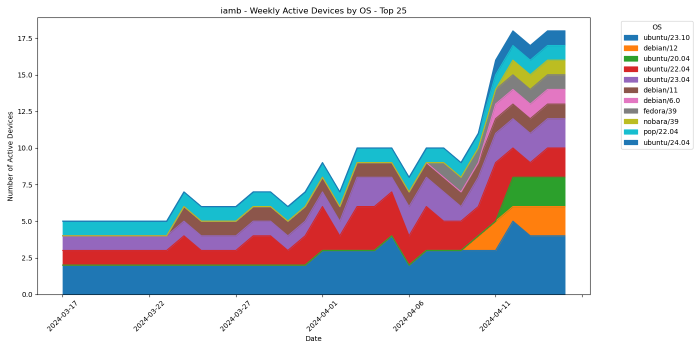 iamb - Weekly Active Devices by OS - Top 25
Number of Active Devices
17.5
15.0
12.5
10.0
7.5
5.0
2.5
0.0
2024-03-17
2024-03-22
2024-03-27
2024-04-01
2024-04-06
2024-04-11
Date
OS
ubuntu/23.10
debian/12
ubuntu/20.04
ubuntu/22.04
ubuntu/23.04
debian/11
debian/6.0
fedora/39
nobara/39
pop/22.04
ubuntu/24.04